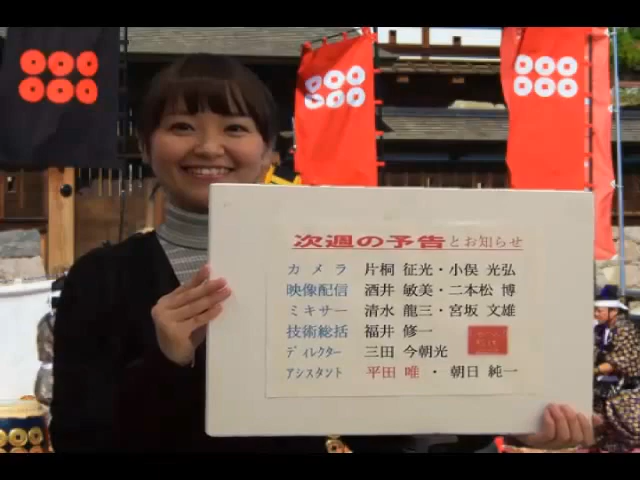 次週の予告とお知らせ
カメラ 片桐 征光・小俣 光弘
映像配信 酒井 敏美・二本松 博
ミキサー 清水 龍三・宮坂 文雄
技術総括 福井 修一
ディレクター 三田 今朝光
アシスタント 平田 唯・朝日 純一